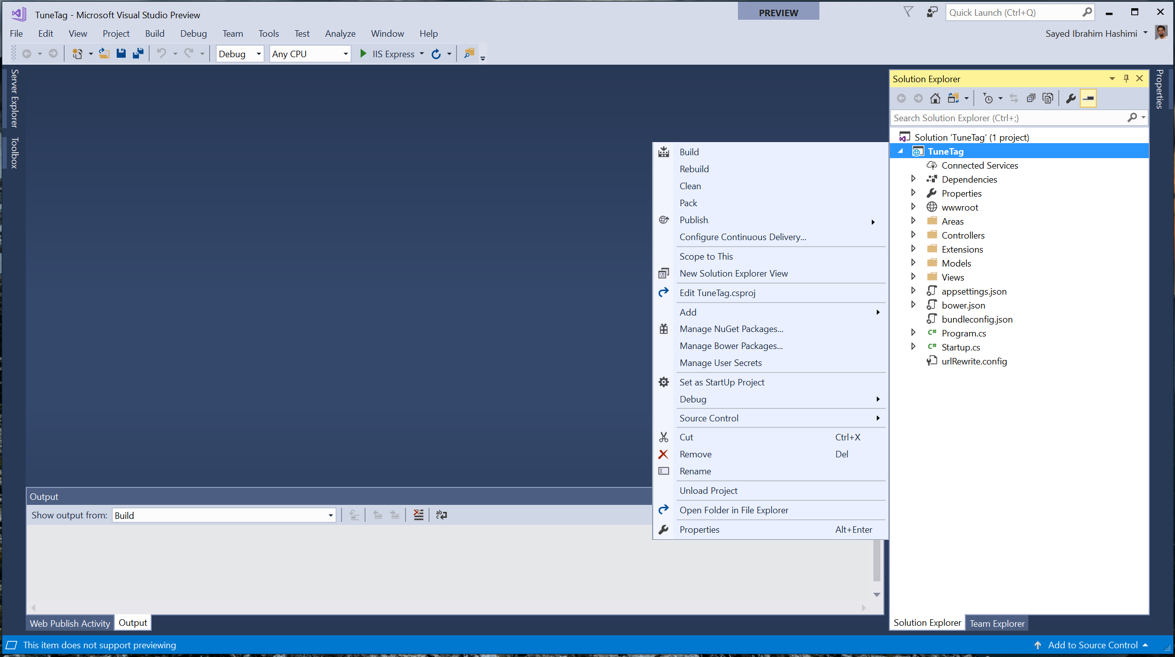 TuneTag - Microsoft Visual Studio Preview
PREVIEW
Quick Launch (Ctrl+Q)
File Edit View Project Build Debug Team Tools Test Analyze Window Help
Sayed Ibrahim Hashimi
Debug Any CPU IIS Express
Server Explorer
Toolbox
Solution Explorer
Search Solution Explorer (Ctrl+;)
Solution 'TuneTag' (1 project)
TuneTag
Connected Services
Dependencies
Properties
wwwroot
Areas
Controllers
Extensions
Models
Views
appsettings.json
bower.json
bundleconfig.json
C# Program.cs
C# Startup.cs
urlRewrite.config
Properties
Build
Rebuild
Clean
Pack
Publish
Configure Continuous Delivery...
Scope to This
New Solution Explorer View
Edit TuneTag.csproj
Add
Manage NuGet Packages...
Manage Bower Packages...
Manage User Secrets
Set as StartUp Project
Debug
Source Control
Cut Ctrl+X
Remove Del
Rename
Unload Project
Open Folder in File Explorer
Properties Alt+Enter
Output
Show output from: Build
Web Publish Activity Output
Solution Explorer Team Explorer
This item does not support previewing
Add to Source Control